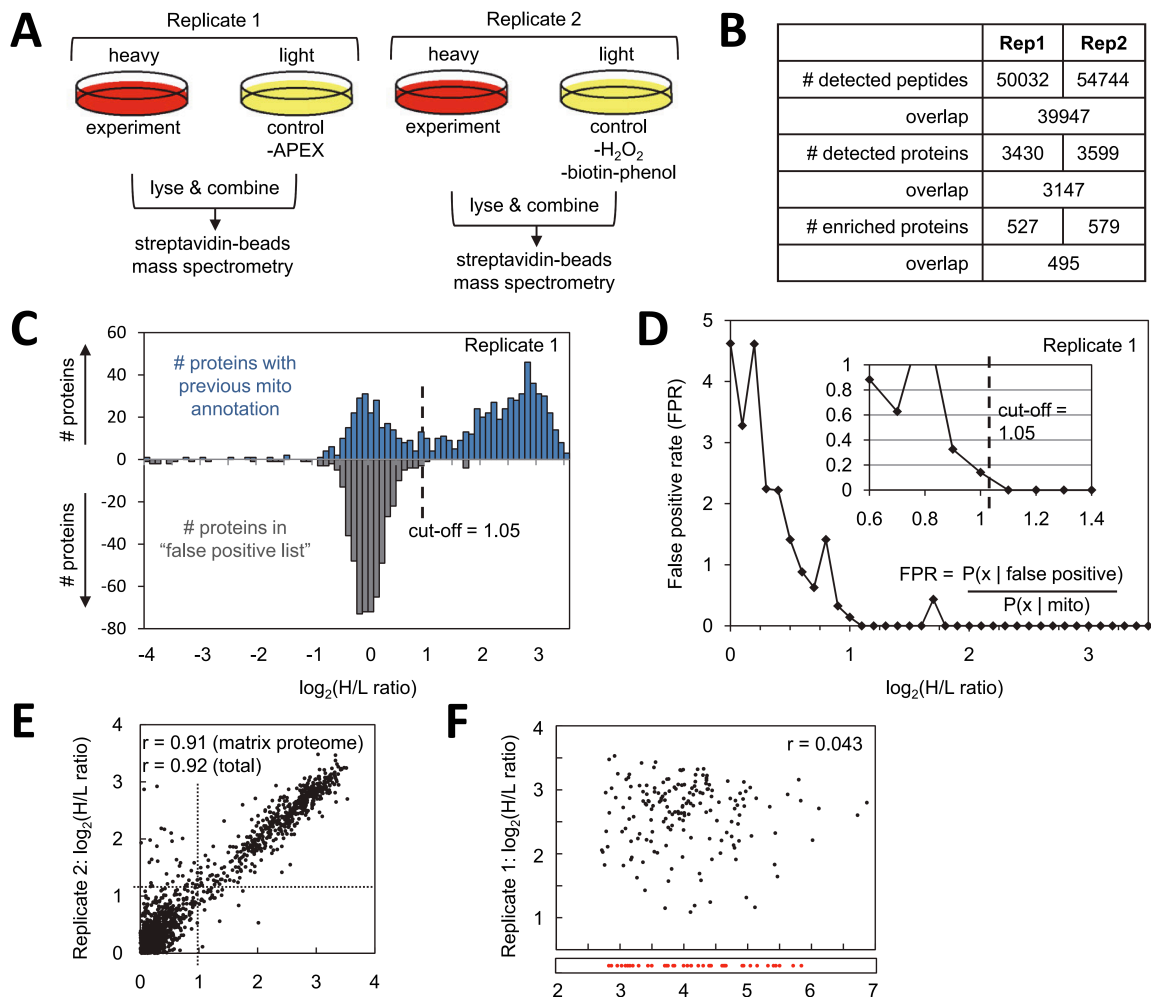 A
Replicate 1
Replicate 2
heavy
light
heavy
light
experiment
control
-APEX
experiment
control
-H2O2
-biotin-phenol
lyse & combine
lyse & combine
streptavidin-beads
mass spectrometry
streptavidin-beads
mass spectrometry
B
Rep1 Rep2
# detected peptides 50032 54744
overlap 39947
# detected proteins 3430 3599
overlap 3147
# enriched proteins 527 579
overlap 495
C
# proteins
# proteins
60
40
20
0
-20
-40
-60
-80
Replicate 1
# proteins with
previous mito
annotation
# proteins in
“false positive list”
cut-off = 1.05
-4 -3 -2 -1 0 1 2 3
log2(H/L ratio)
D
False positive rate (FPR)
5
4
3
2
1
0
Replicate 1
1
0.8
0.6
0.4
0.2
0
cut-off =
1.05
0.6 0.8 1 1.2 1.4
FPR = P(x | false positive)
P(x | mito)
0 1 2 3
log2(H/L ratio)
E
Replicate 2: log2(H/L ratio)
4
3
2
1
0
r = 0.91 (matrix proteome)
r = 0.92 (total)
0 1 2 3 4
F
Replicate 1: log2(H/L ratio)
4
3
2
1
r = 0.043
2 3 4 5 6 7